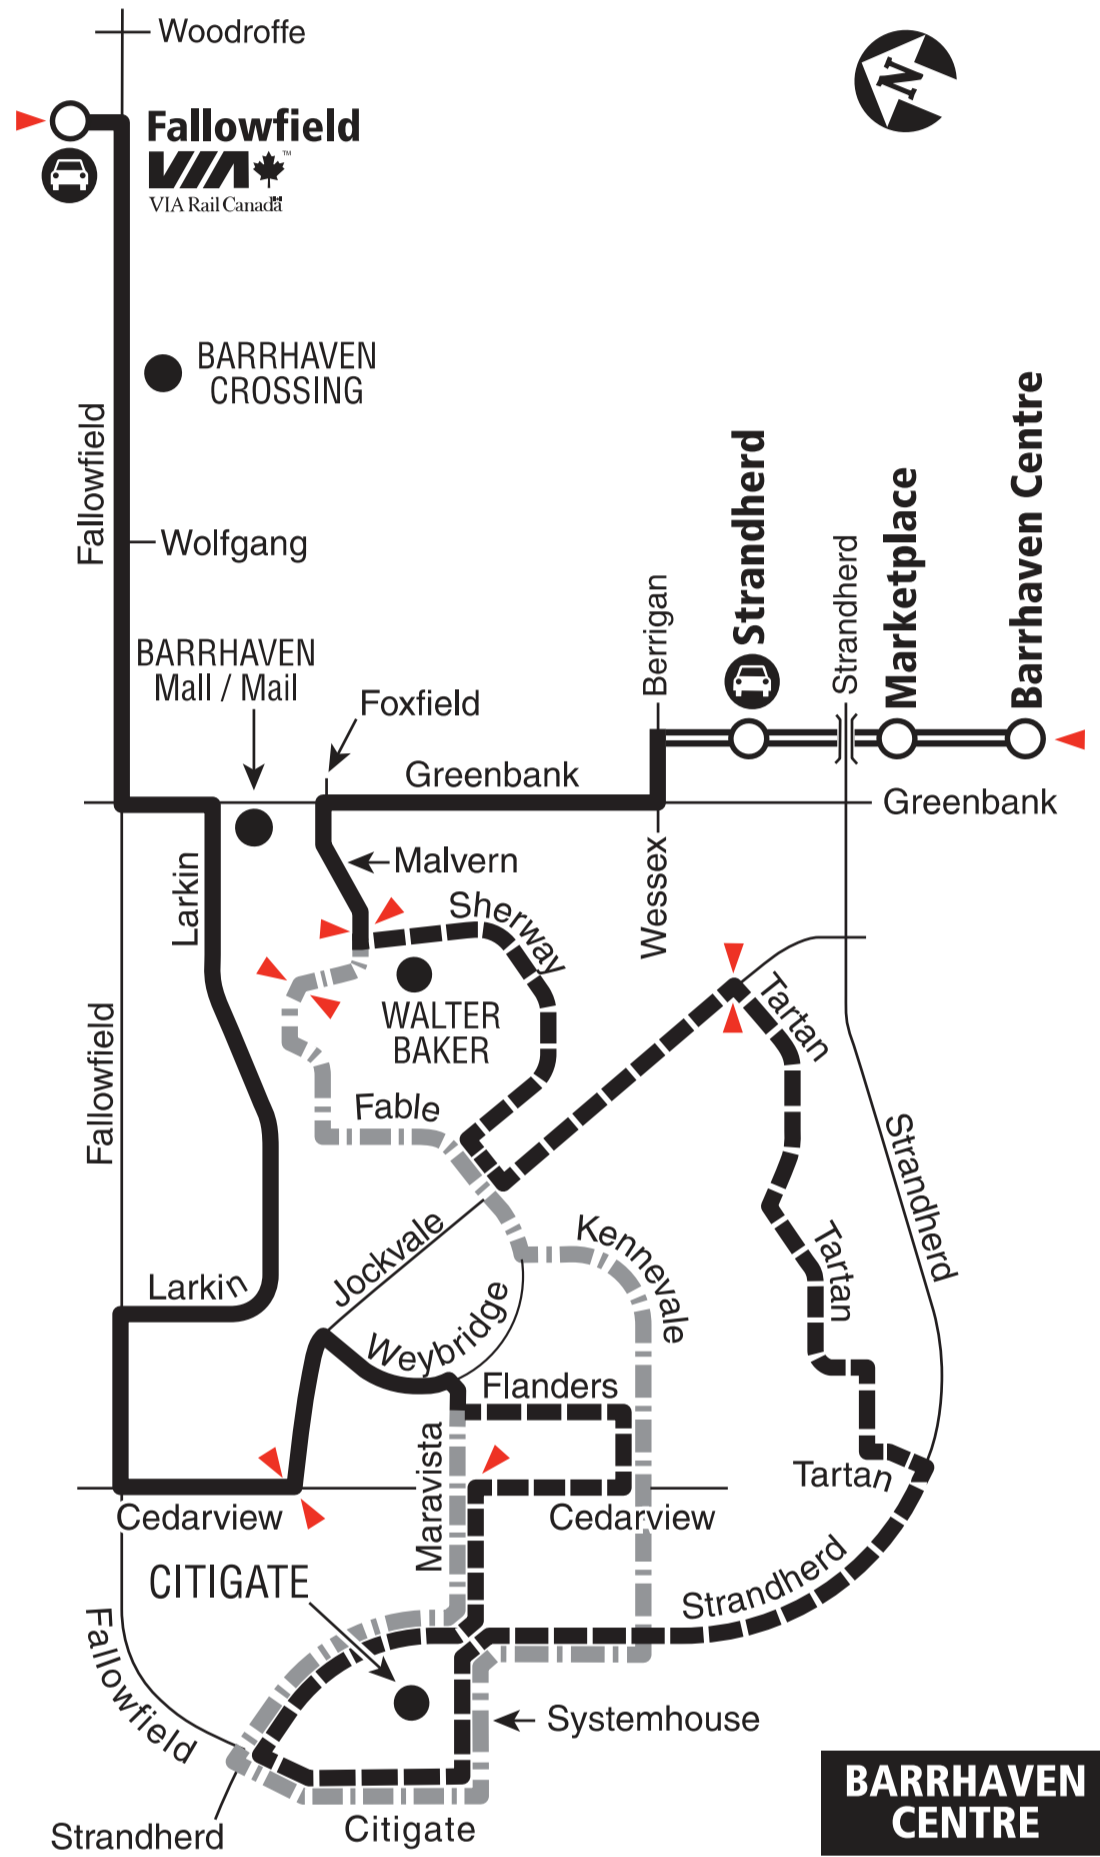 Woodroffe
N
Fallowfield
VIA
™
VIA Rail Canada
BARRHAVEN
CROSSING
Fallowfield
Wolfgang
Strandherd
Marketplace
Barrhaven Centre
Strandherd
Berrigan
BARRHAVEN
Mall / Mail
Foxfield
Greenbank
Greenbank
Larkin
Malvern
Sherway
Wessex
WALTER
BAKER
Tartan
Fallowfield
Fable
Strandherd
Larkin
Jockvale
Kennevale
Tartan
Weybridge
Flanders
Maravista
Tartan
Cedarview
Cedarview
CITIGATE
Strandherd
Fallowfield
Systemhouse
Strandherd
Citigate
BARRHAVEN
CENTRE